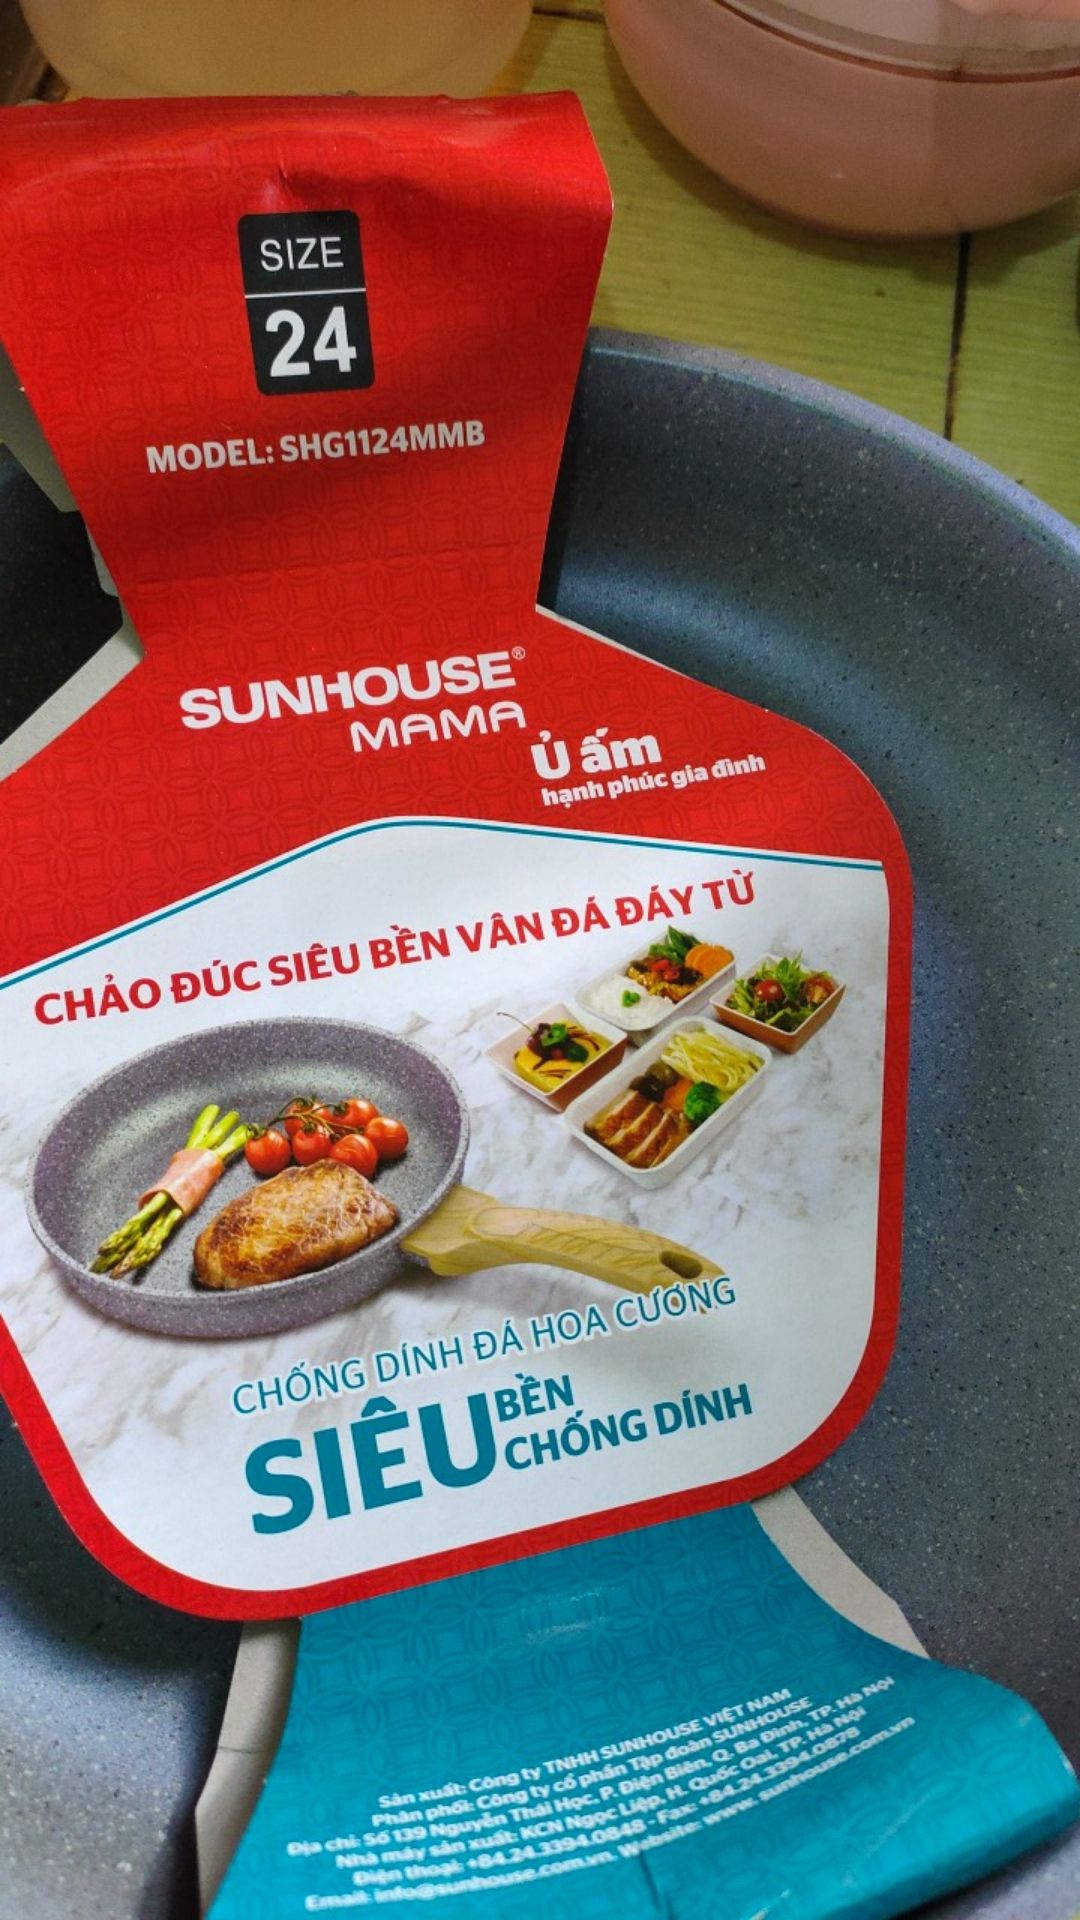 SIZE
24
MODEL: SHG1124MMB
SUNHOUSE®
MAMA
Ủ ấm
hạnh phúc gia đình
CHẢO ĐÚC SIÊU BỀN VÂN ĐÁ ĐÁY TỪ
CHỐNG DÍNH ĐÁ HOA CƯƠNG
SIÊU BỀN
CHỐNG DÍNH
Sản xuất: Công ty TNHH SUNHOUSE VIỆT NAM
Phân phối: Công ty cổ phần Tập đoàn SUNHOUSE
Địa chỉ: Số 139 Nguyễn Thái Học, P. Điện Biên, Q. Ba Đình, TP. Hà Nội
Nhà máy sản xuất: KCN Ngọc Liệp, H. Quốc Oai, TP. Hà Nội
Điện thoại: +84.24.3394.0848 - Fax: +84.24.3394.0878
Email: info@sunhouse.com.vn. Website: www. sunhouse.com.vn